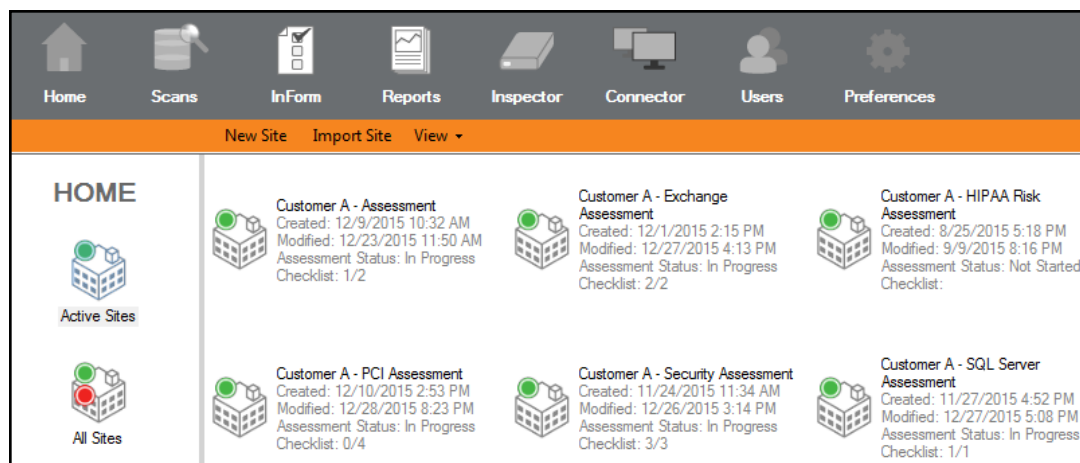 Home Scans InForm Reports Inspector Connector Users Preferences
New Site Import Site View
HOME
Active Sites
All Sites
Customer A - Assessment
Created: 12/9/2015 10:32 AM
Modified: 12/23/2015 11:50 AM
Assessment Status: In Progress
Checklist: 1/2
Customer A - Exchange
Assessment
Created: 12/1/2015 2:15 PM
Modified: 12/27/2015 4:13 PM
Assessment Status: In Progress
Checklist: 2/2
Customer A - HIPAA Risk
Assessment
Created: 8/25/2015 5:18 PM
Modified: 9/9/2015 8:16 PM
Assessment Status: Not Started
Checklist:
Customer A - PCI Assessment
Created: 12/10/2015 2:53 PM
Modified: 12/28/2015 8:23 PM
Assessment Status: In Progress
Checklist: 0/4
Customer A - Security Assessment
Created: 11/24/2015 11:34 AM
Modified: 12/26/2015 3:14 PM
Assessment Status: In Progress
Checklist: 3/3
Customer A - SQL Server
Assessment
Created: 11/27/2015 4:52 PM
Modified: 12/27/2015 5:08 PM
Assessment Status: In Progress
Checklist: 1/1